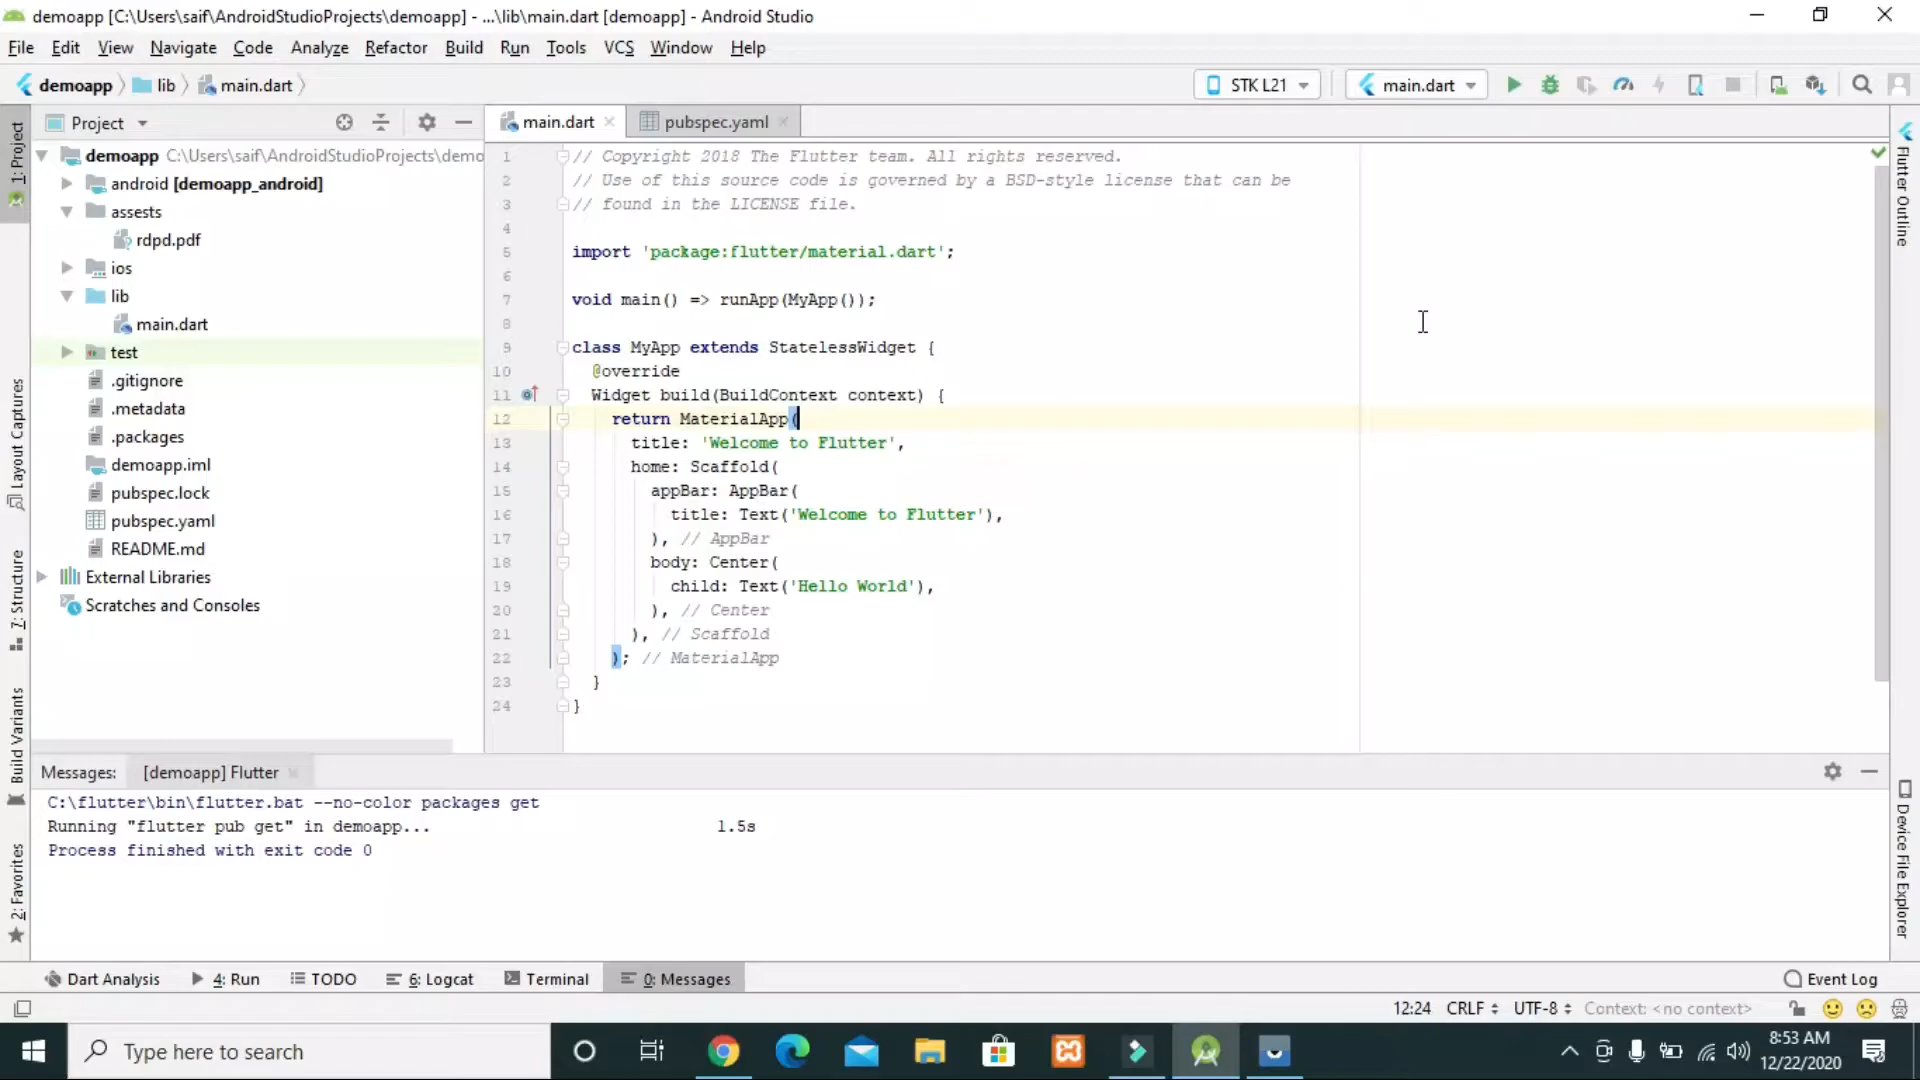 demoapp [C:\Users\saif\AndroidStudioProjects\demoapp] - ...\lib\main.dart [demoapp] - Android Studio
File Edit View Navigate Code Analyze Refactor Build Run Tools VCS Window Help
demoapp lib main.dart STK L21 main.dart
Project main.dart pubspec.yaml
demoapp C:\Users\saif\AndroidStudioProjects\demo
android [demoapp_android]
assests
rdpd.pdf
ios
lib
main.dart
test
.gitignore
.metadata
.packages
demoapp.iml
pubspec.lock
pubspec.yaml
README.md
External Libraries
Scratches and Consoles
1 // Copyright 2018 The Flutter team. All rights reserved.
2 // Use of this source code is governed by a BSD-style license that can be
3 // found in the LICENSE file.
4
5 import 'package:flutter/material.dart';
6
7 void main() => runApp(MyApp());
8
9 class MyApp extends StatelessWidget {
10 @override
11 Widget build(BuildContext context) {
12 return MaterialApp(
13 title: 'Welcome to Flutter',
14 home: Scaffold(
15 appBar: AppBar(
16 title: Text('Welcome to Flutter'),
17 ), // AppBar
18 body: Center(
19 child: Text('Hello World'),
20 ), // Center
21 ), // Scaffold
22 ); // MaterialApp
23 }
24 }
1: Project
Layout Captures
7: Structure
Build Variants
2: Favorites
Flutter Outline
Device File Explorer
Messages: [demoapp] Flutter
C:\flutter\bin\flutter.bat --no-color packages get
Running "flutter pub get" in demoapp... 1.5s
Process finished with exit code 0
Dart Analysis 4: Run TODO 6: Logcat Terminal 0: Messages Event Log
12:24 CRLF UTF-8 Context: <no context>
Type here to search
8:53 AM
12/22/2020